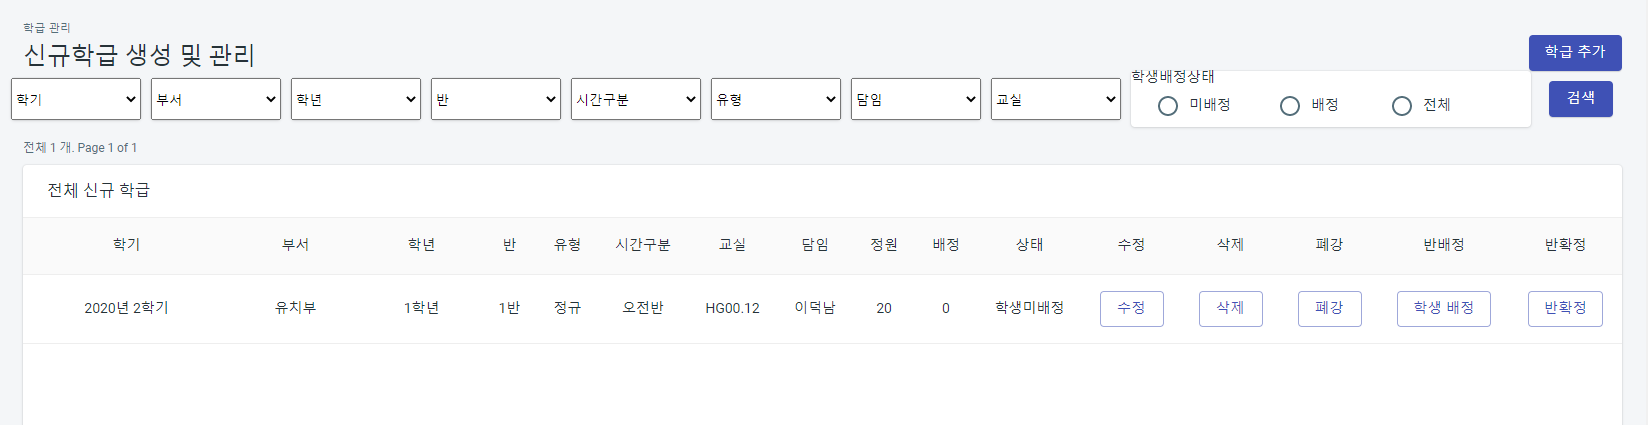 학급 관리
신규학급 생성 및 관리
학급 추가
학기 부서 학년 반 시간구분 유형 담임 교실
학생배정상태
미배정 배정 전체
검색
전체 1 개. Page 1 of 1
전체 신규 학급
학기 부서 학년 반 유형 시간구분 교실 담임 정원 배정 상태 수정 삭제 폐강 반배정 반확정
2020년 2학기 유치부 1학년 1반 정규 오전반 HG00.12 이덕남 20 0 학생미배정 수정 삭제 폐강 학생 배정 반확정